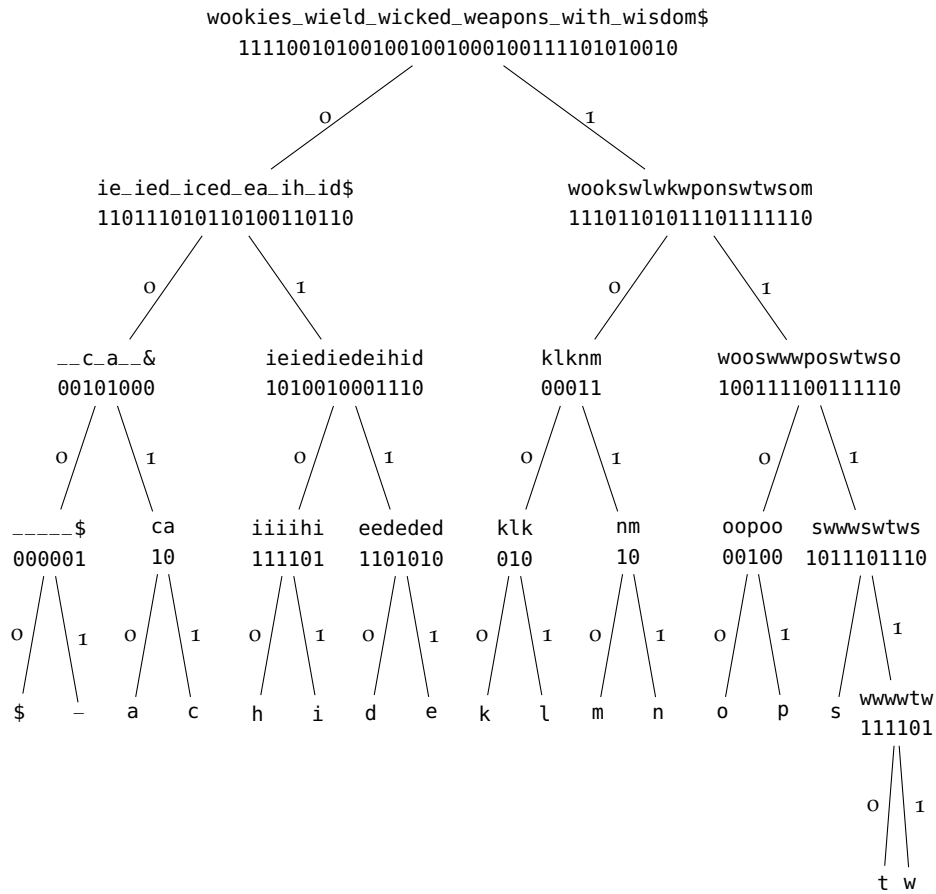 wookies_wield_wicked_weapons_with_wisdom$
111100101001001001000100111101010010
0 1
ie_ied_iced_ea_ih_id$ wookswlwkwponswtwsom
110111010110100110110 11101101011101111110
0 1 0 1
__c_a__& ieiediedeihid klknm wooswwwposwtwso
00101000 1010010001110 00011 100111100111110
0 1 0 1 0 1 0 1
_____$ ca iiiihi eededed klk nm oopoo swwwswtws
000001 10 111101 1101010 010 10 00100 1011101110
0 1 0 1 0 1 0 1 0 1 0 1 0 1 1
$ _ a c h i d e k l m n o p s wwwwtw
111101
0 1
t w